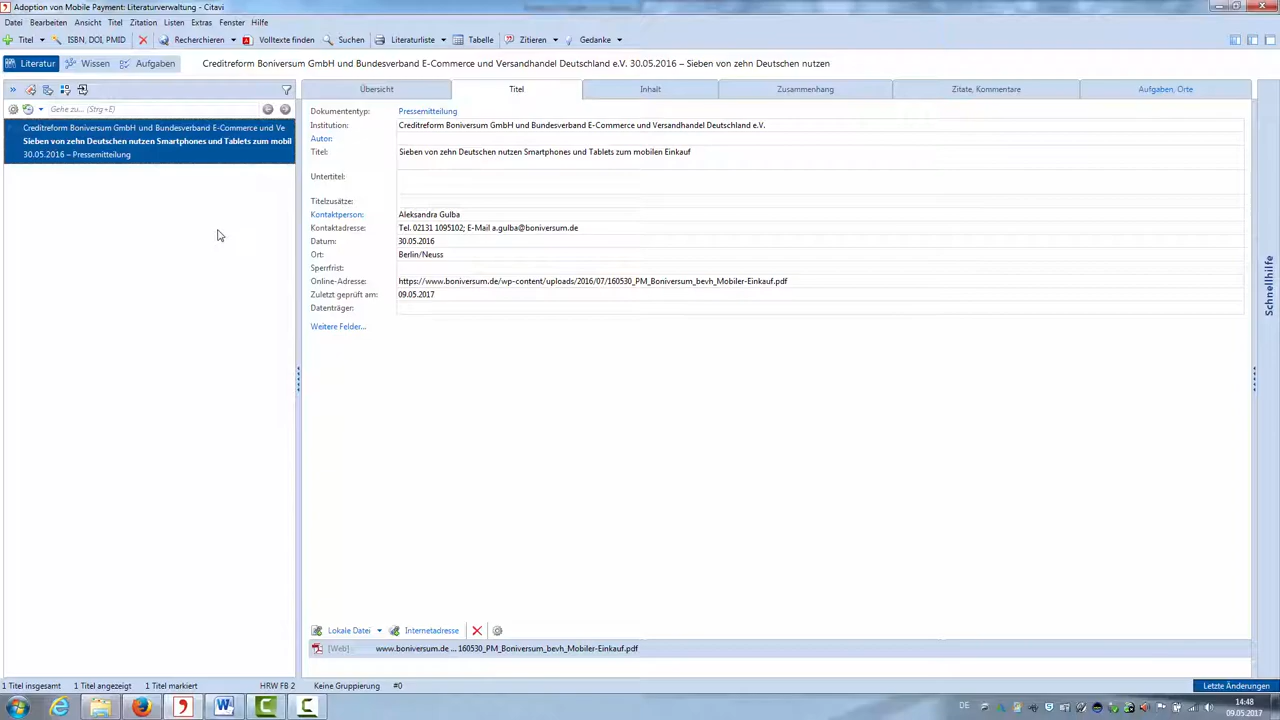 Adoption von Mobile Payment: Literaturverwaltung - Citavi
Datei Bearbeiten Ansicht Titel Zitation Listen Extras Fenster Hilfe
Titel ISBN, DOI, PMID Recherchieren Volltexte finden Suchen Literaturliste Tabelle Zitieren Gedanke
Literatur Wissen Aufgaben Creditreform Boniversum GmbH und Bundesverband E-Commerce und Versandhandel Deutschland e.V. 30.05.2016 – Sieben von zehn Deutschen nutzen
Übersicht Titel Inhalt Zusammenhang Zitate, Kommentare Aufgaben, Orte
Gehe zu... (Strg+E)
Creditreform Boniversum GmbH und Bundesverband E-Commerce und Ve
Sieben von zehn Deutschen nutzen Smartphones und Tablets zum mobil
30.05.2016 – Pressemitteilung
Dokumententyp: Pressemitteilung
Institution: Creditreform Boniversum GmbH und Bundesverband E-Commerce und Versandhandel Deutschland e.V.
Autor:
Titel: Sieben von zehn Deutschen nutzen Smartphones und Tablets zum mobilen Einkauf
Untertitel:
Titelzusätze:
Kontaktperson: Aleksandra Gulba
Kontaktadresse: Tel. 02131 1095102; E-Mail a.gulba@boniversum.de
Datum: 30.05.2016
Ort: Berlin/Neuss
Sperrfrist:
Online-Adresse: https://www.boniversum.de/wp-content/uploads/2016/07/160530_PM_Boniversum_bevh_Mobiler-Einkauf.pdf
Zuletzt geprüft am: 09.05.2017
Datenträger:
Weitere Felder...
Schnellhilfe
Lokale Datei Internetadresse
[Web] www.boniversum.de ... 160530_PM_Boniversum_bevh_Mobiler-Einkauf.pdf
1 Titel insgesamt 1 Titel angezeigt 1 Titel markiert HRW FB 2 Keine Gruppierung #0 Letzte Änderungen
DE 14:48
09.05.2017